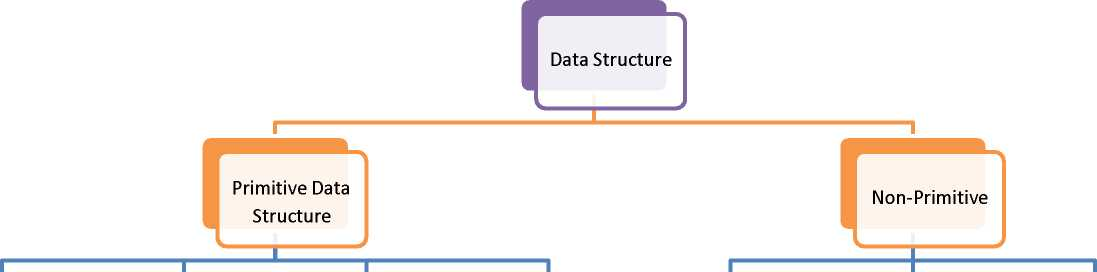 Data Structure
Primitive Data
Structure
Non-Primitive